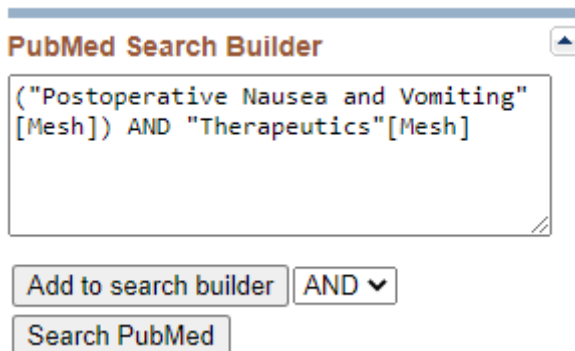 PubMed Search Builder
("Postoperative Nausea and Vomiting"
[Mesh]) AND "Therapeutics"[Mesh]
Add to search builder AND
Search PubMed